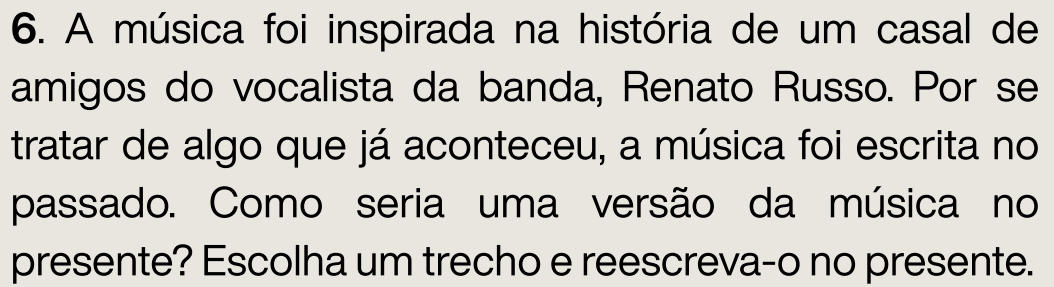 6. A música foi inspirada na história de um casal de
amigos do vocalista da banda, Renato Russo. Por se
tratar de algo que já aconteceu, a música foi escrita no
passado. Como seria uma versão da música no
presente? Escolha um trecho e reescreva-o no presente.